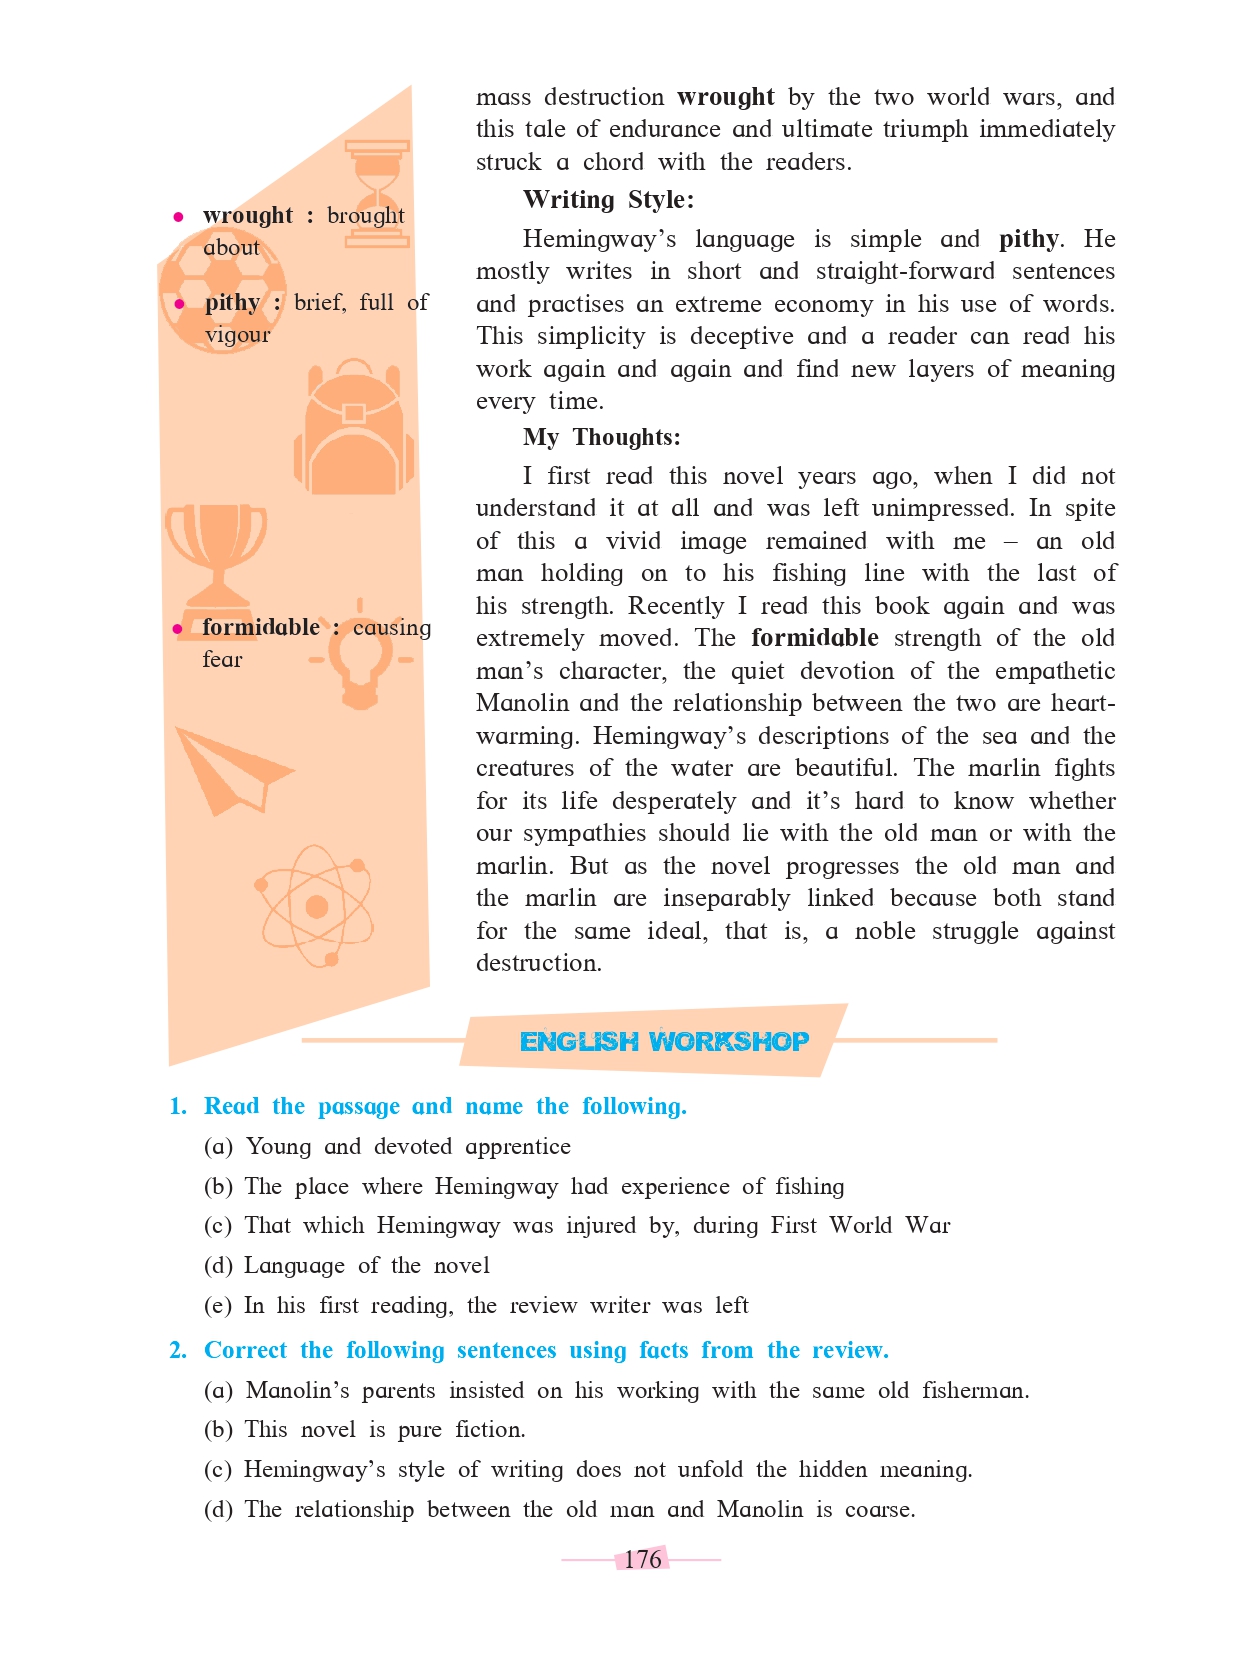 mass destruction wrought by the two world wars, and
this tale of endurance and ultimate triumph immediately
struck a chord with the readers.
Writing Style:
Hemingway’s language is simple and pithy. He
mostly writes in short and straight-forward sentences
and practises an extreme economy in his use of words.
This simplicity is deceptive and a reader can read his
work again and again and find new layers of meaning
every time.
My Thoughts:
I first read this novel years ago, when I did not
understand it at all and was left unimpressed. In spite
of this a vivid image remained with me – an old
man holding on to his fishing line with the last of
his strength. Recently I read this book again and was
extremely moved. The formidable strength of the old
man’s character, the quiet devotion of the empathetic
Manolin and the relationship between the two are heart-
warming. Hemingway’s descriptions of the sea and the
creatures of the water are beautiful. The marlin fights
for its life desperately and it’s hard to know whether
our sympathies should lie with the old man or with the
marlin. But as the novel progresses the old man and
the marlin are inseparably linked because both stand
for the same ideal, that is, a noble struggle against
destruction.
• wrought : brought
about
• pithy : brief, full of
vigour
• formidable : causing
fear
ENGLISH WORKSHOP
1. Read the passage and name the following.
(a) Young and devoted apprentice
(b) The place where Hemingway had experience of fishing
(c) That which Hemingway was injured by, during First World War
(d) Language of the novel
(e) In his first reading, the review writer was left
2. Correct the following sentences using facts from the review.
(a) Manolin’s parents insisted on his working with the same old fisherman.
(b) This novel is pure fiction.
(c) Hemingway’s style of writing does not unfold the hidden meaning.
(d) The relationship between the old man and Manolin is coarse.
176